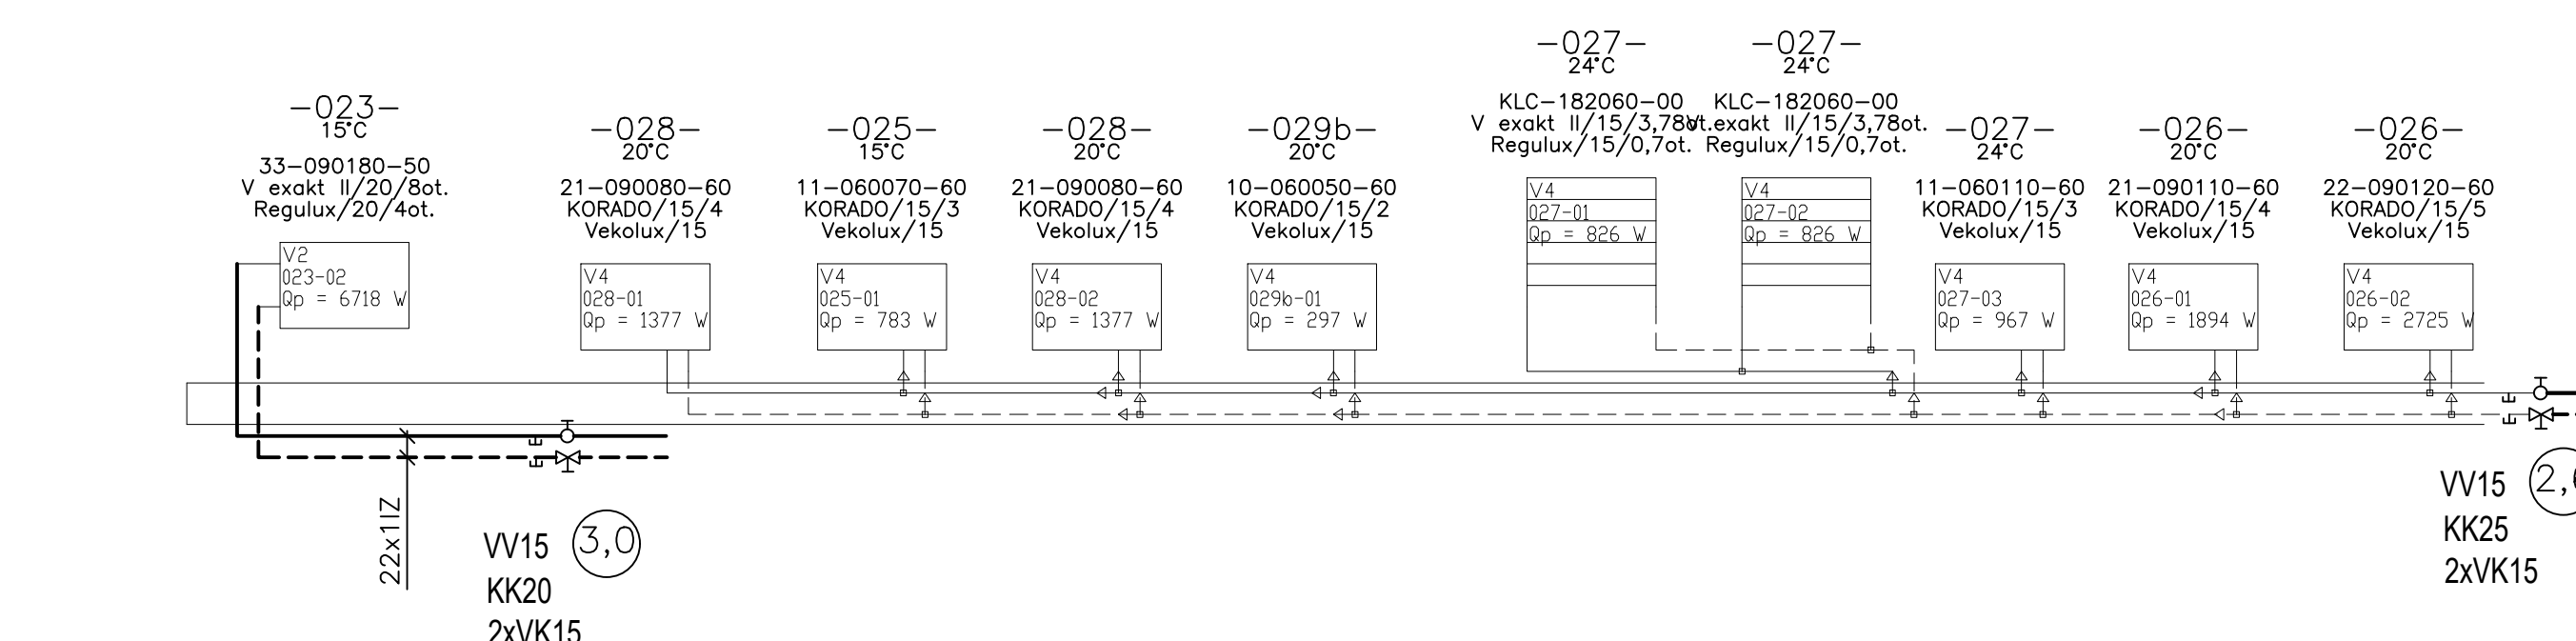 -023-
15°C
33-090180-50
V exakt II/20/8ot.
Regulux/20/4ot.
V2
023-02
Qp = 6718 W
-028-
20°C
21-090080-60
KORADO/15/4
Vekolux/15
V4
028-01
Qp = 1377 W
-025-
15°C
11-060070-60
KORADO/15/3
Vekolux/15
V4
025-01
Qp = 783 W
-028-
20°C
21-090080-60
KORADO/15/4
Vekolux/15
V4
028-02
Qp = 1377 W
-029b-
20°C
10-060050-60
KORADO/15/2
Vekolux/15
V4
029b-01
Qp = 297 W
-027-
24°C
KLC-182060-00
V exakt II/15/3,78ot.
Regulux/15/0,7ot.
V4
027-01
Qp = 826 W
-027-
24°C
KLC-182060-00
V exakt II/15/3,78ot.
Regulux/15/0,7ot.
V4
027-02
Qp = 826 W
-027-
24°C
11-060110-60
KORADO/15/3
Vekolux/15
V4
027-03
Qp = 967 W
-026-
20°C
21-090110-60
KORADO/15/4
Vekolux/15
V4
026-01
Qp = 1894 W
-026-
20°C
22-090120-60
KORADO/15/5
Vekolux/15
V4
026-02
Qp = 2725 W
22x1IZ
VV15
3,0
KK20
2xVK15
VV15
KK25
2xVK15